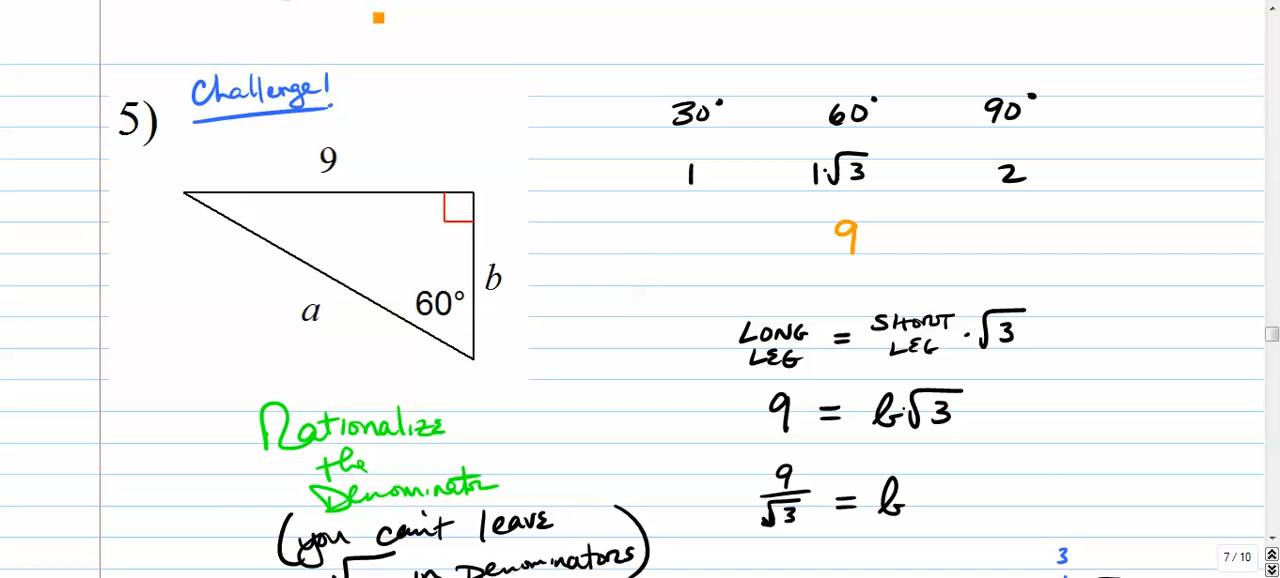 Challenge!
5)
9
a
60°
b
30° 60° 90°
1 1·√3 2
9
LONG LEG = SHORT LEG · √3
9 = b·√3
9/√3 = b
Rationalize
the
Denominator
(you can't leave
√ in Denominators)
3
7 / 10